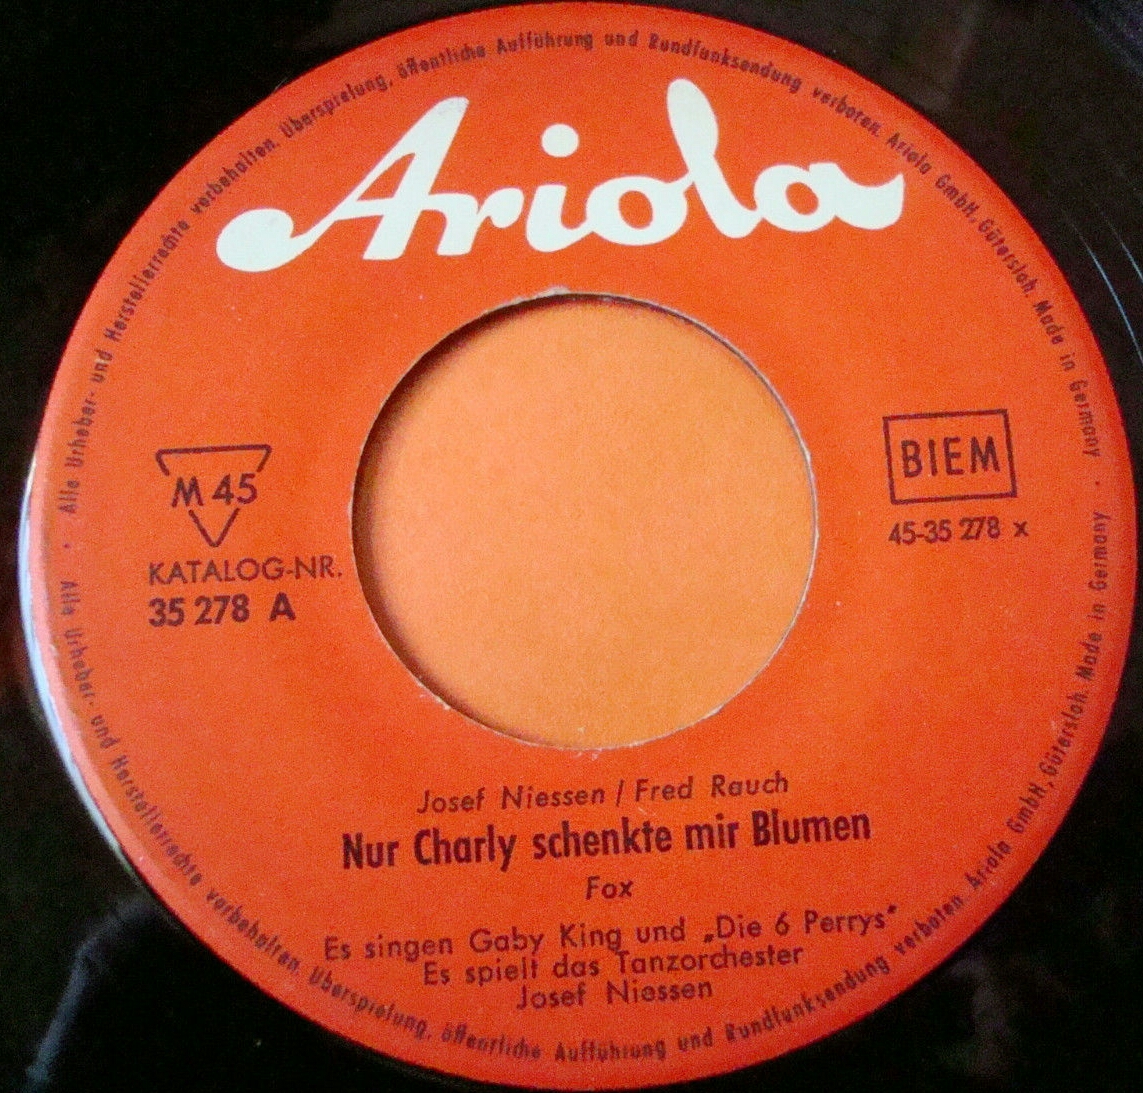 Alle Urheber- und Herstellerrechte vorbehalten. Überspielung, öffentliche Aufführung und Rundfunksendung verboten. Ariola GmbH, Gütersloh. Made in Germany
Ariola
BIEM
M 45
45-35 278 x
KATALOG-NR.
35 278 A
Josef Niessen / Fred Rauch
Nur Charly schenkte mir Blumen
Fox
Es singen Gaby King und „Die 6 Perrys"
Es spielt das Tanzorchester
Josef Niessen
Alle Urheber- und Herstellerrechte vorbehalten. Überspielung, öffentliche Aufführung und Rundfunksendung verboten. Ariola GmbH, Gütersloh. Made in Germany